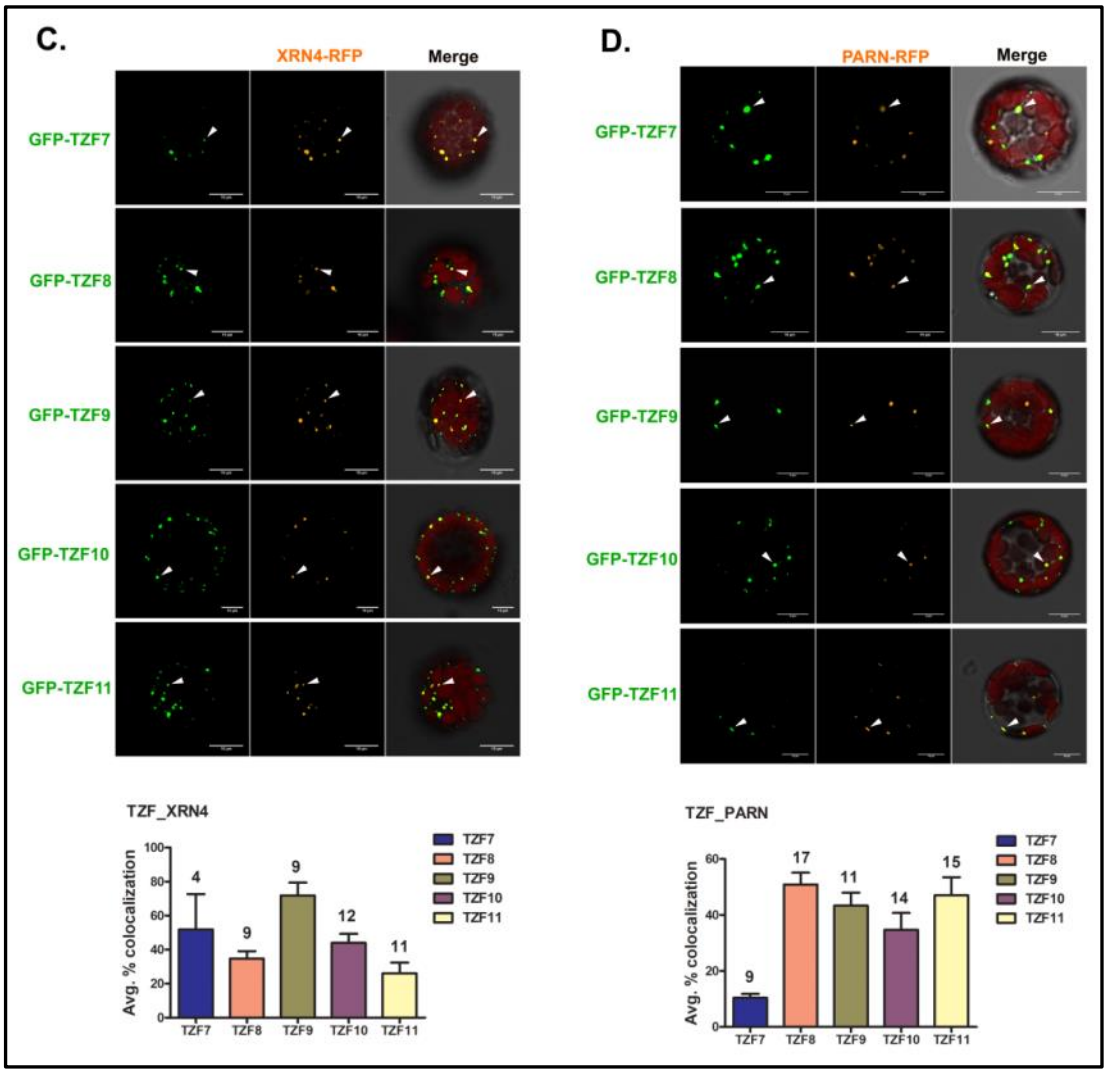 C.
XRN4-RFP Merge
GFP-TZF7
GFP-TZF8
GFP-TZF9
GFP-TZF10
GFP-TZF11
TZF_XRN4
Avg. % colocalization
100
80
60
40
20
0
4
9
9
12
11
TZF7 TZF8 TZF9 TZF10 TZF11
TZF7
TZF8
TZF9
TZF10
TZF11
D.
PARN-RFP Merge
GFP-TZF7
GFP-TZF8
GFP-TZF9
GFP-TZF10
GFP-TZF11
TZF_PARN
Avg. % colocalization
60
40
20
0
9
17
11
14
15
TZF7 TZF8 TZF9 TZF10 TZF11
TZF7
TZF8
TZF9
TZF10
TZF11